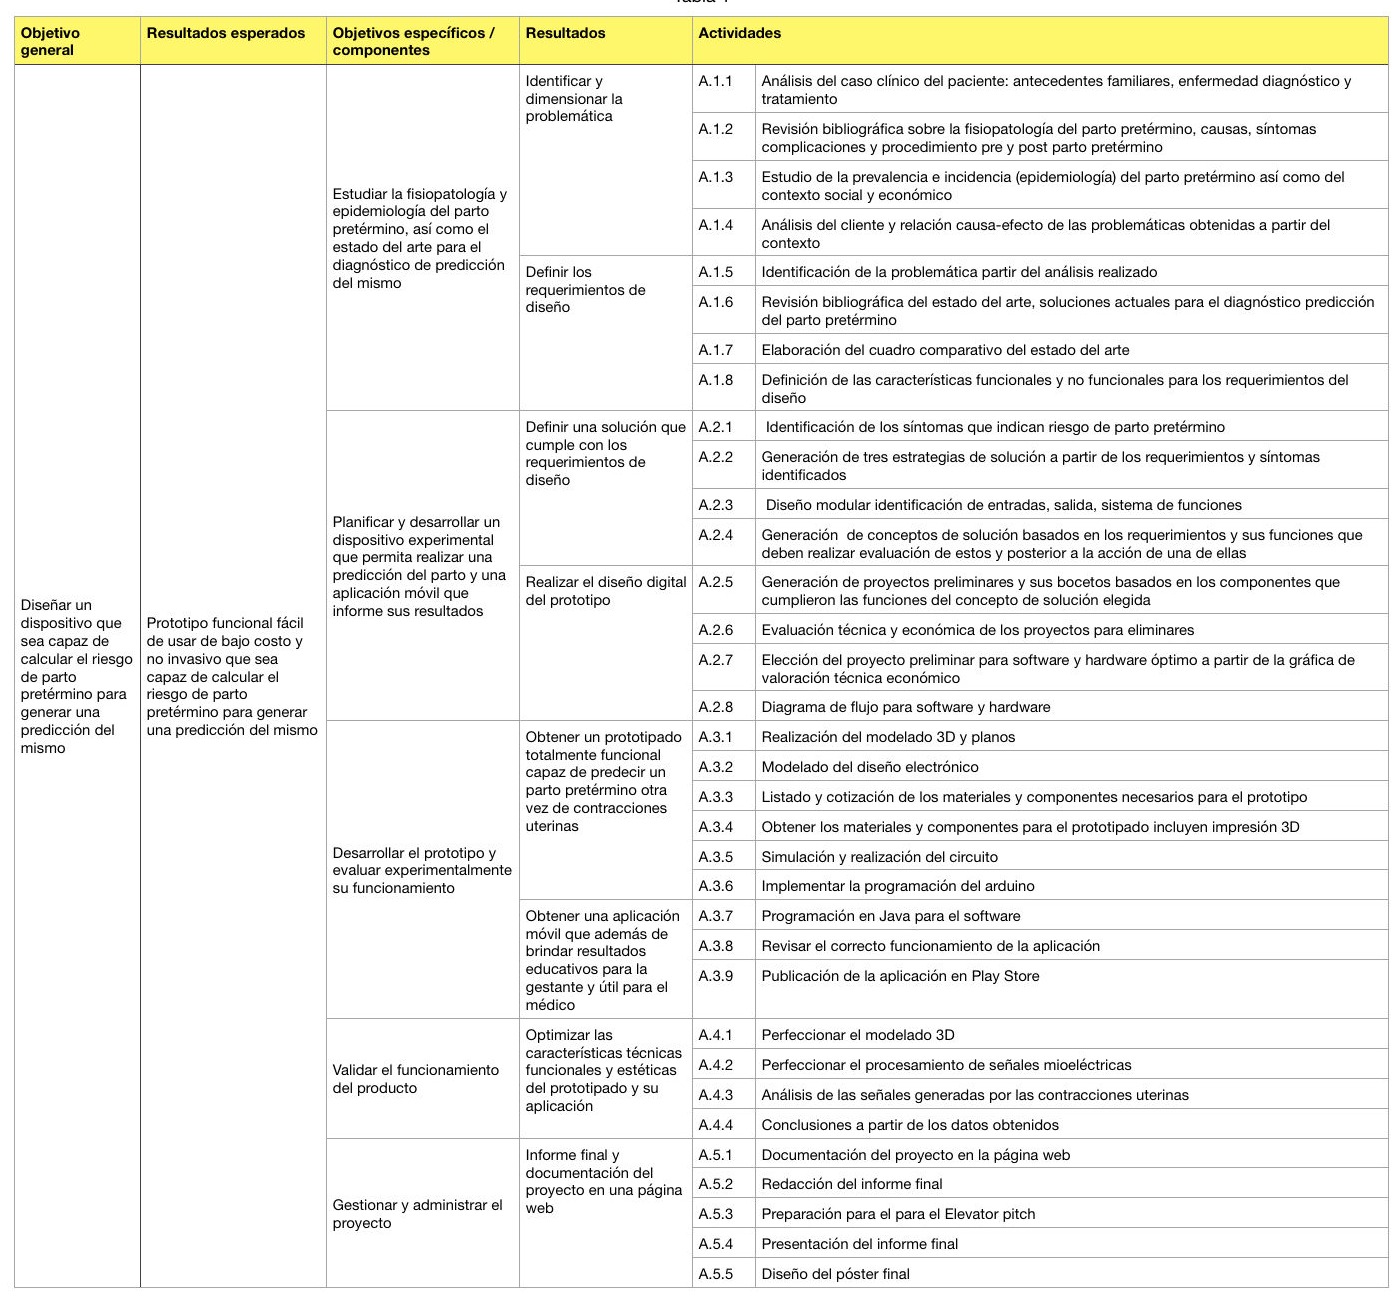 Objetivo general
Resultados esperados
Objetivos específicos / componentes
Resultados
Actividades
Diseñar un
dispositivo que
sea capaz de
calcular el riesgo
de parto
pretérmino para
generar una
predicción del
mismo
Prototipo funcional fácil
de usar de bajo costo y
no invasivo que sea
capaz de calcular el
riesgo de parto
pretérmino para generar
una predicción del mismo
Estudiar la fisiopatología y
epidemiología del parto
pretérmino, así como el
estado del arte para el
diagnóstico de predicción
del mismo
Identificar y
dimensionar la
problemática
A.1.1 Análisis del caso clínico del paciente: antecedentes familiares, enfermedad diagnóstico y
tratamiento
A.1.2 Revisión bibliográfica sobre la fisiopatología del parto pretérmino, causas, síntomas
complicaciones y procedimiento pre y post parto pretérmino
A.1.3 Estudio de la prevalencia e incidencia (epidemiología) del parto pretérmino así como del
contexto social y económico
A.1.4 Análisis del cliente y relación causa-efecto de las problemáticas obtenidas a partir del
contexto
Definir los
requerimientos de
diseño
A.1.5 Identificación de la problemática partir del análisis realizado
A.1.6 Revisión bibliográfica del estado del arte, soluciones actuales para el diagnóstico predicción
del parto pretérmino
A.1.7 Elaboración del cuadro comparativo del estado del arte
A.1.8 Definición de las características funcionales y no funcionales para los requerimientos del
diseño
Planificar y desarrollar un
dispositivo experimental
que permita realizar una
predicción del parto y una
aplicación móvil que
informe sus resultados
Definir una solución que
cumple con los
requerimientos de
diseño
A.2.1 Identificación de los síntomas que indican riesgo de parto pretérmino
A.2.2 Generación de tres estrategias de solución a partir de los requerimientos y síntomas
identificados
A.2.3 Diseño modular identificación de entradas, salida, sistema de funciones
A.2.4 Generación de conceptos de solución basados en los requerimientos y sus funciones que
deben realizar evaluación de estos y posterior a la acción de una de ellas
Realizar el diseño digital
del prototipo
A.2.5 Generación de proyectos preliminares y sus bocetos basados en los componentes que
cumplieron las funciones del concepto de solución elegida
A.2.6 Evaluación técnica y económica de los proyectos para eliminares
A.2.7 Elección del proyecto preliminar para software y hardware óptimo a partir de la gráfica de
valoración técnica económico
A.2.8 Diagrama de flujo para software y hardware
Desarrollar el prototipo y
evaluar experimentalmente
su funcionamiento
Obtener un prototipado
totalmente funcional
capaz de predecir un
parto pretérmino otra
vez de contracciones
uterinas
A.3.1 Realización del modelado 3D y planos
A.3.2 Modelado del diseño electrónico
A.3.3 Listado y cotización de los materiales y componentes necesarios para el prototipo
A.3.4 Obtener los materiales y componentes para el prototipado incluyen impresión 3D
A.3.5 Simulación y realización del circuito
A.3.6 Implementar la programación del arduino
Obtener una aplicación
móvil que además de
brindar resultados
educativos para la
gestante y útil para el
médico
A.3.7 Programación en Java para el software
A.3.8 Revisar el correcto funcionamiento de la aplicación
A.3.9 Publicación de la aplicación en Play Store
Validar el funcionamiento
del producto
Optimizar las
características técnicas
funcionales y estéticas
del prototipado y su
aplicación
A.4.1 Perfeccionar el modelado 3D
A.4.2 Perfeccionar el procesamiento de señales mioeléctricas
A.4.3 Análisis de las señales generadas por las contracciones uterinas
A.4.4 Conclusiones a partir de los datos obtenidos
Gestionar y administrar el
proyecto
Informe final y
documentación del
proyecto en una página
web
A.5.1 Documentación del proyecto en la página web
A.5.2 Redacción del informe final
A.5.3 Preparación para el para el Elevator pitch
A.5.4 Presentación del informe final
A.5.5 Diseño del póster final